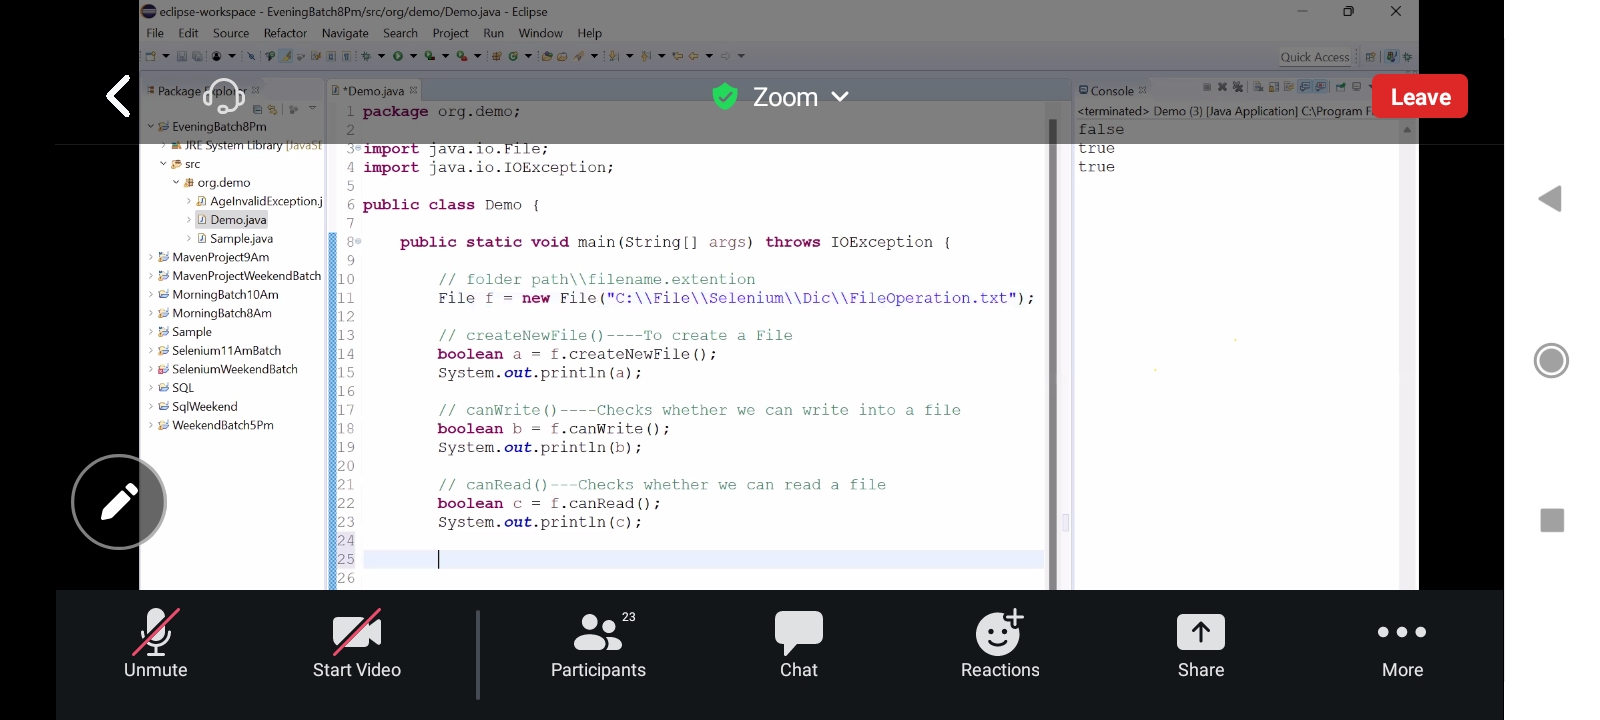 eclipse-workspace - EveningBatch8Pm/src/org/demo/Demo.java - Eclipse
File Edit Source Refactor Navigate Search Project Run Window Help
Quick Access
Package Explorer
*Demo.java
Zoom
Console
Leave
<terminated> Demo (3) [Java Application] C:\Program F
EveningBatch8Pm
JRE System Library [JavaSE
src
org.demo
AgeInvalidException.j
Demo.java
Sample.java
MavenProject9Am
MavenProjectWeekendBatch
MorningBatch10Am
MorningBatch8Am
Sample
Selenium11AmBatch
SeleniumWeekendBatch
SQL
SqlWeekend
WeekendBatch5Pm
1 package org.demo;
2
3 import java.io.File;
4 import java.io.IOException;
5
6 public class Demo {
7
8 public static void main(String[] args) throws IOException {
9
10 // folder path\\filename.extention
11 File f = new File("C:\\File\\Selenium\\Dic\\FileOperation.txt");
12
13 // createNewFile()----To create a File
14 boolean a = f.createNewFile();
15 System.out.println(a);
16
17 // canWrite()----Checks whether we can write into a file
18 boolean b = f.canWrite();
19 System.out.println(b);
20
21 // canRead()---Checks whether we can read a file
22 boolean c = f.canRead();
23 System.out.println(c);
24
25
26
false
true
true
Unmute
Start Video
23
Participants
Chat
Reactions
Share
More